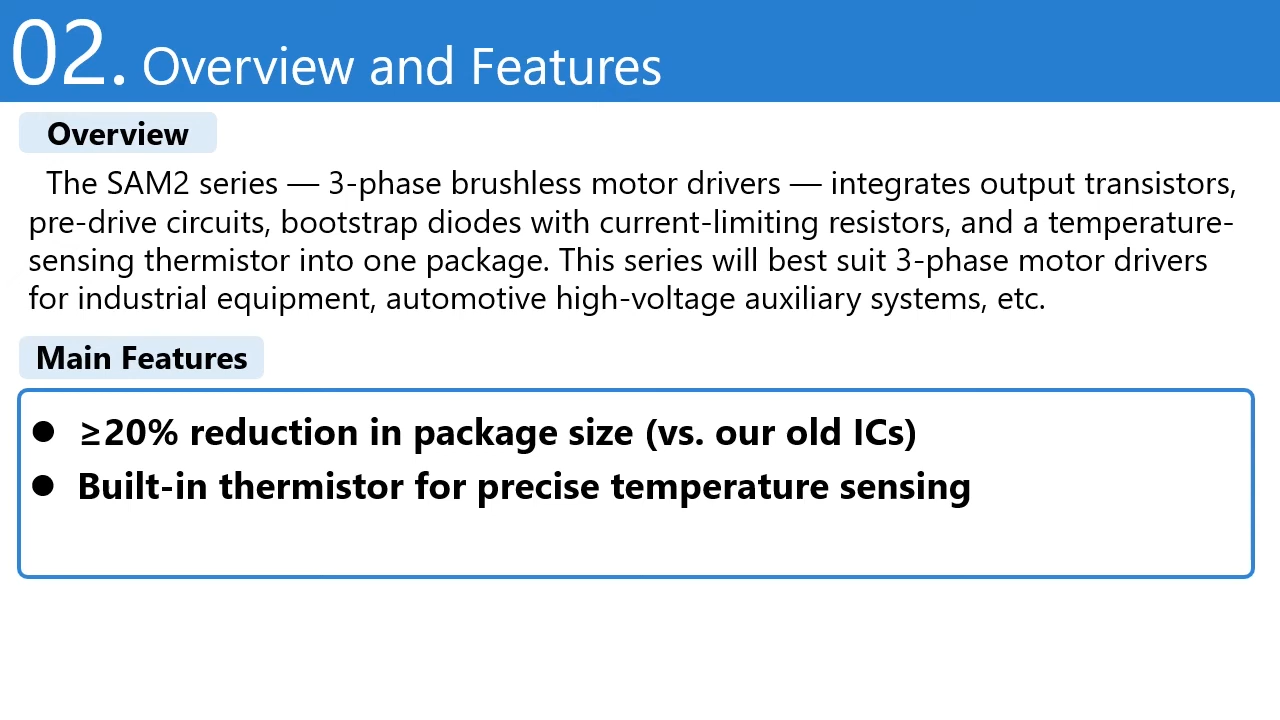 02. Overview and Features
Overview
The SAM2 series — 3-phase brushless motor drivers — integrates output transistors,
pre-drive circuits, bootstrap diodes with current-limiting resistors, and a temperature-
sensing thermistor into one package. This series will best suit 3-phase motor drivers
for industrial equipment, automotive high-voltage auxiliary systems, etc.
Main Features
● ≥20% reduction in package size (vs. our old ICs)
● Built-in thermistor for precise temperature sensing